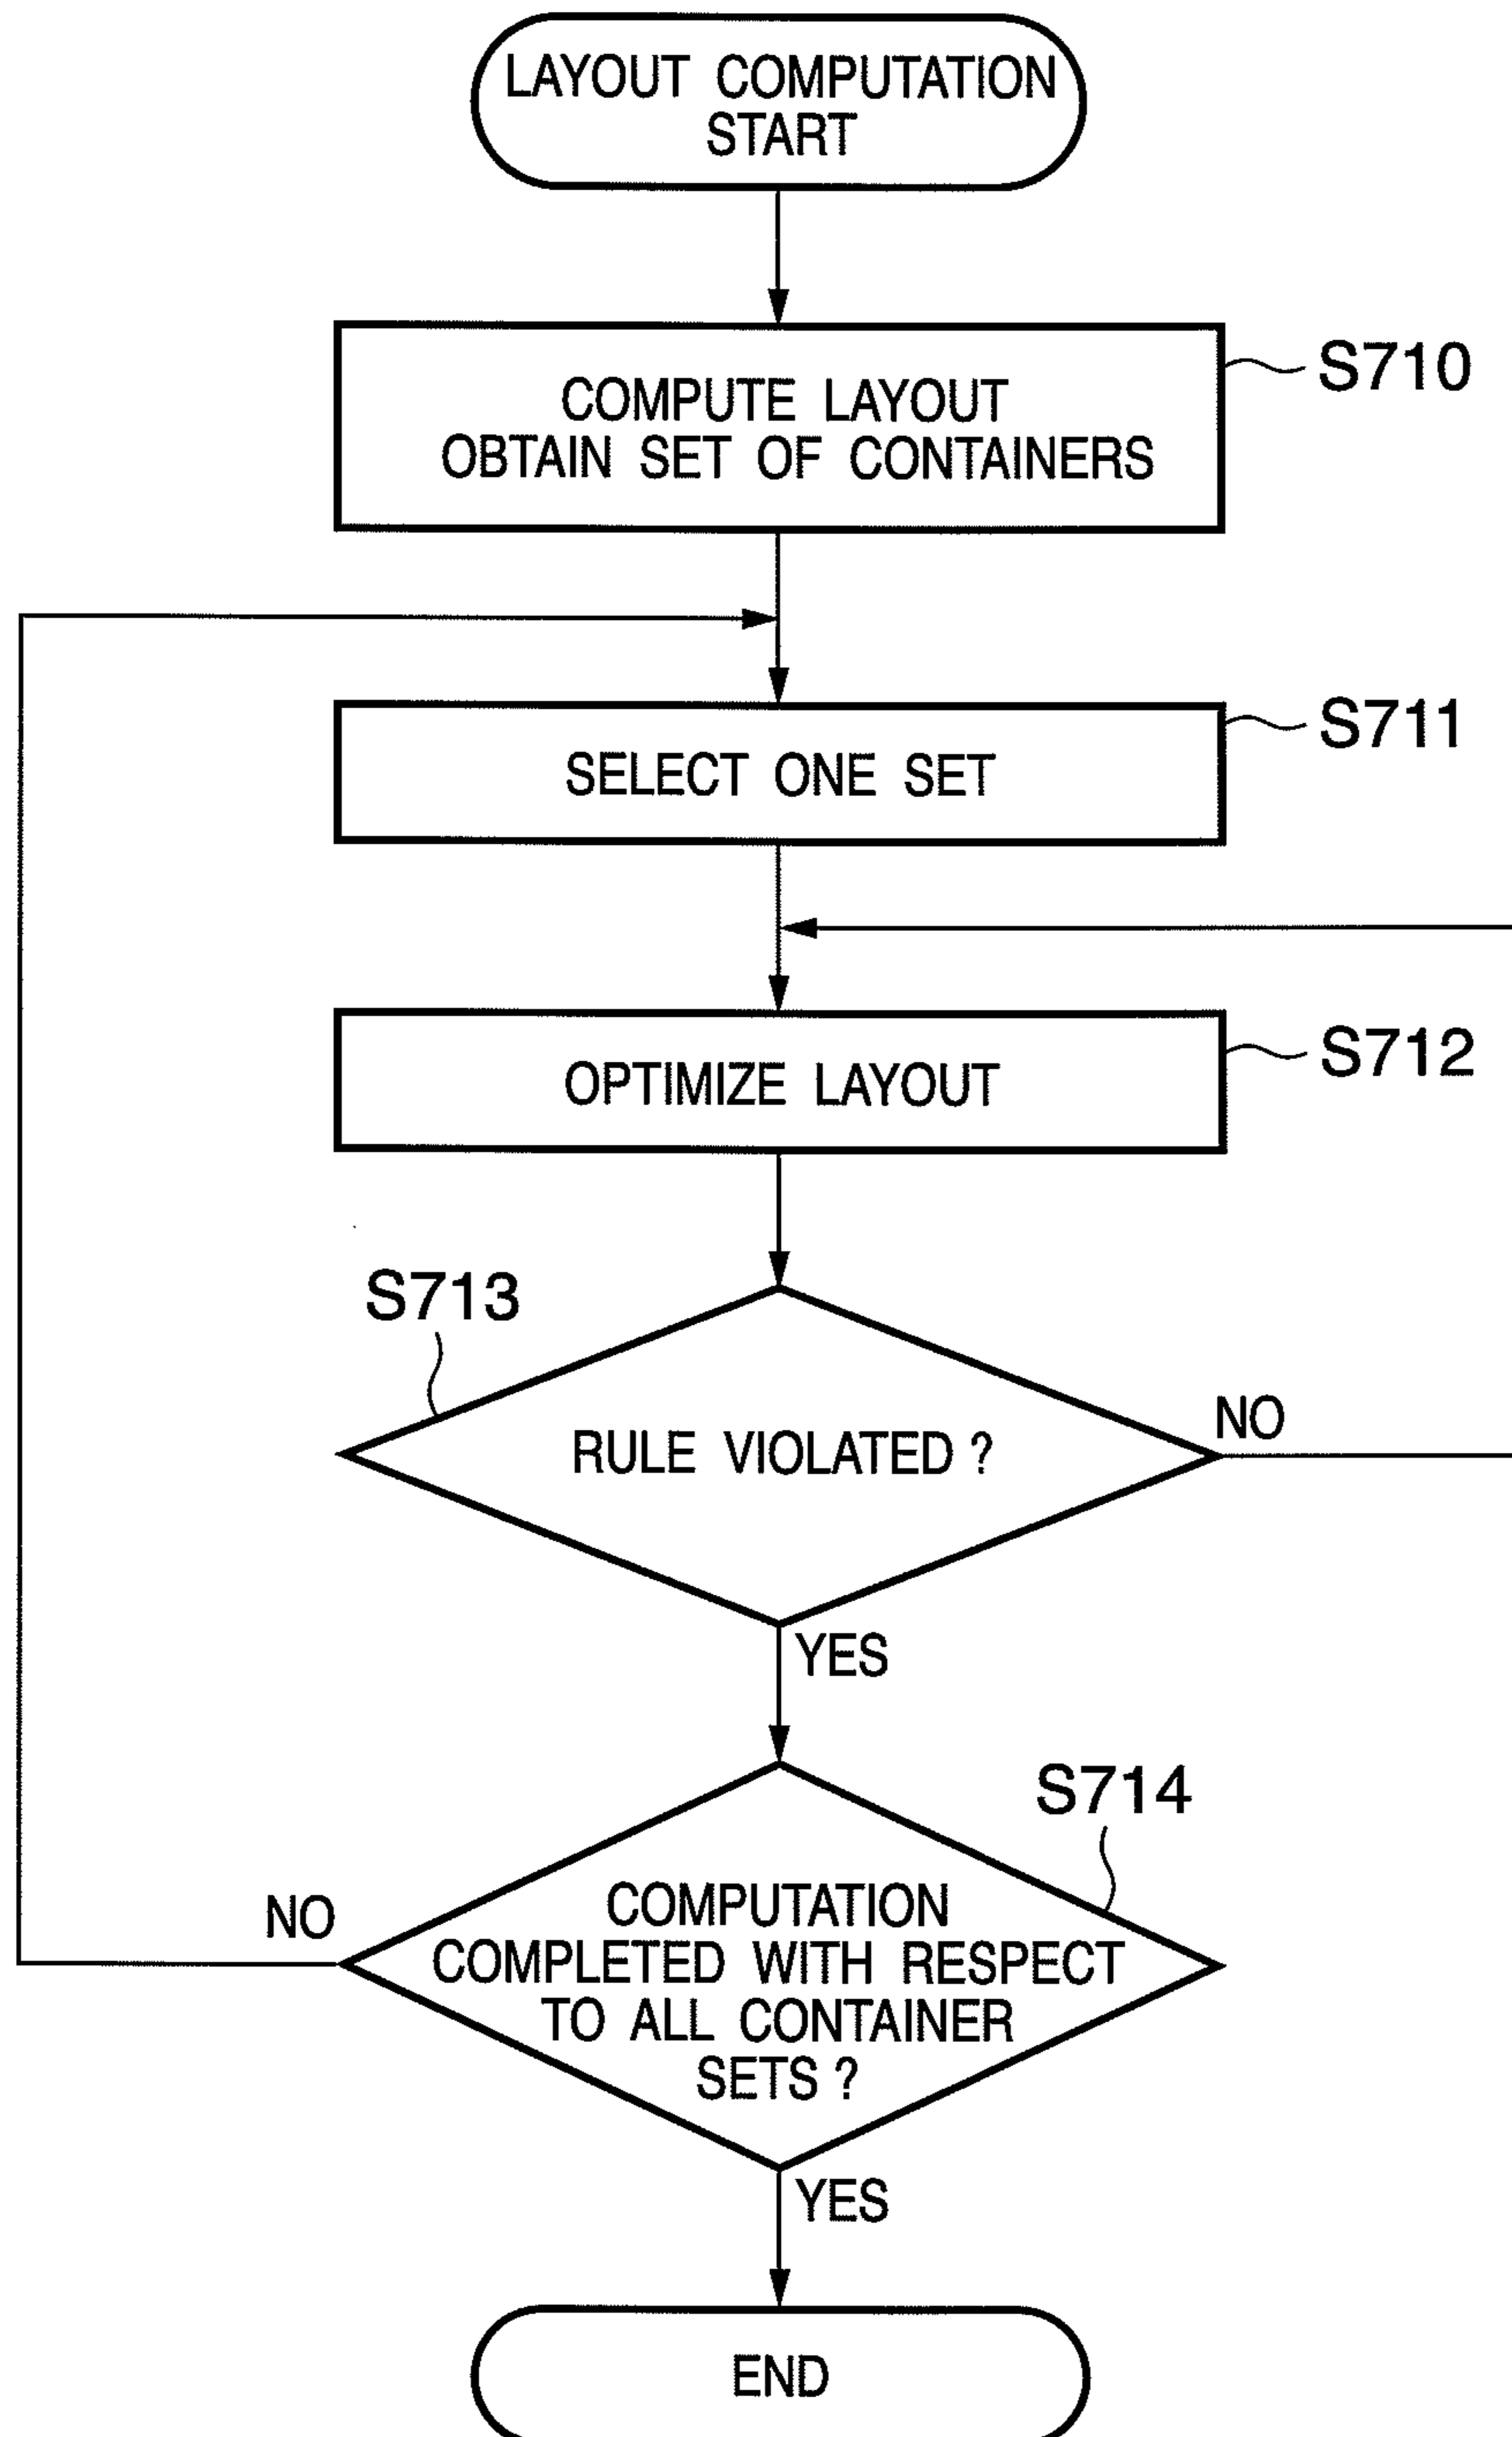 LAYOUT COMPUTATION
START
COMPUTE LAYOUT
OBTAIN SET OF CONTAINERS
S710
SELECT ONE SET
S711
OPTIMIZE LAYOUT
S712
S713
RULE VIOLATED ?
NO
YES
S714
COMPUTATION
COMPLETED WITH RESPECT
TO ALL CONTAINER
SETS ?
NO
YES
END